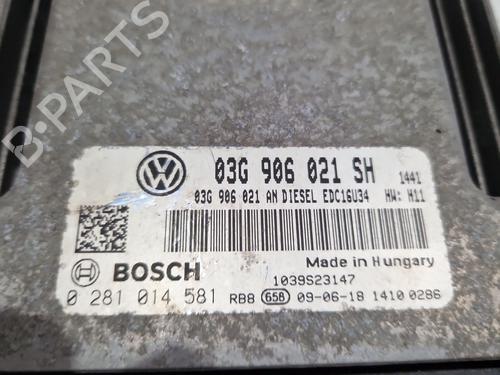 B-PARTS
03G 906 021 SH 1441
03G 906 021 AN DIESEL EDC16U34 HW: H11
Made in Hungary
BOSCH 1039S23147
0 281 014 581 RB8 658 09-06-18 1410 0286